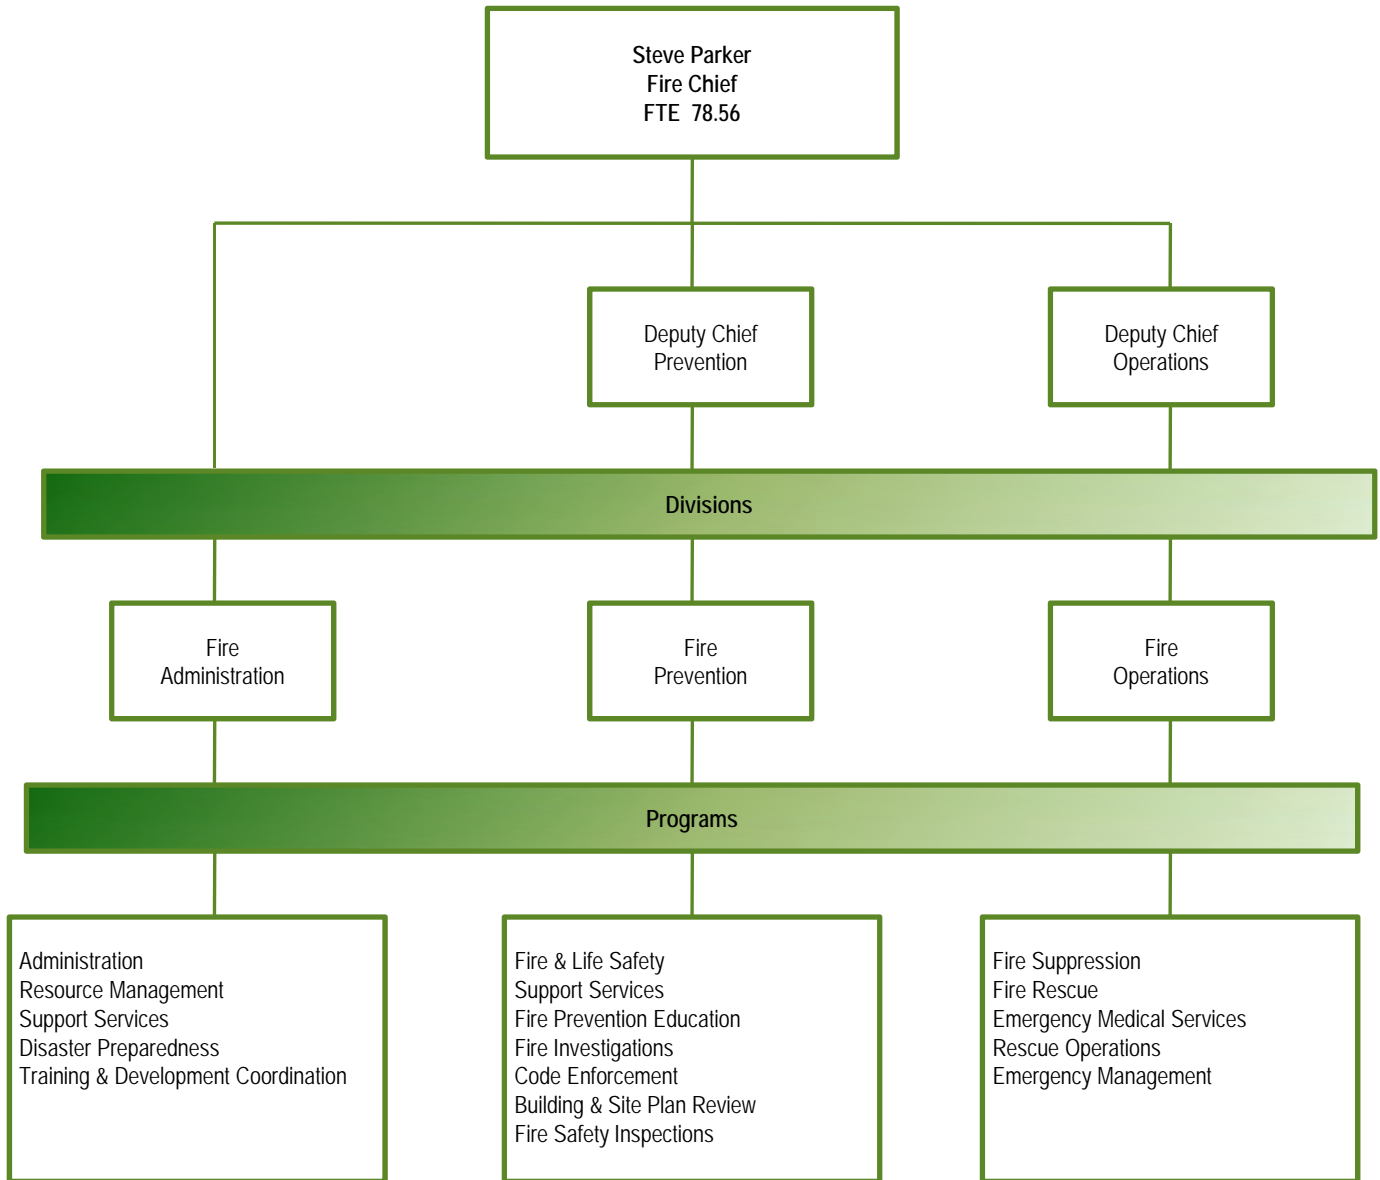 Steve Parker
Fire Chief
FTE  78.56
Deputy Chief
Prevention
Deputy Chief
Operations
Divisions
Fire
Administration
Fire
Prevention
Fire
Operations
Programs
Administration
Resource Management
Support Services
Disaster Preparedness
Training & Development Coordination
Fire & Life Safety
Support Services
Fire Prevention Education
Fire Investigations
Code Enforcement
Building & Site Plan Review
Fire Safety Inspections
Fire Suppression
Fire Rescue
Emergency Medical Services
Rescue Operations
Emergency Management